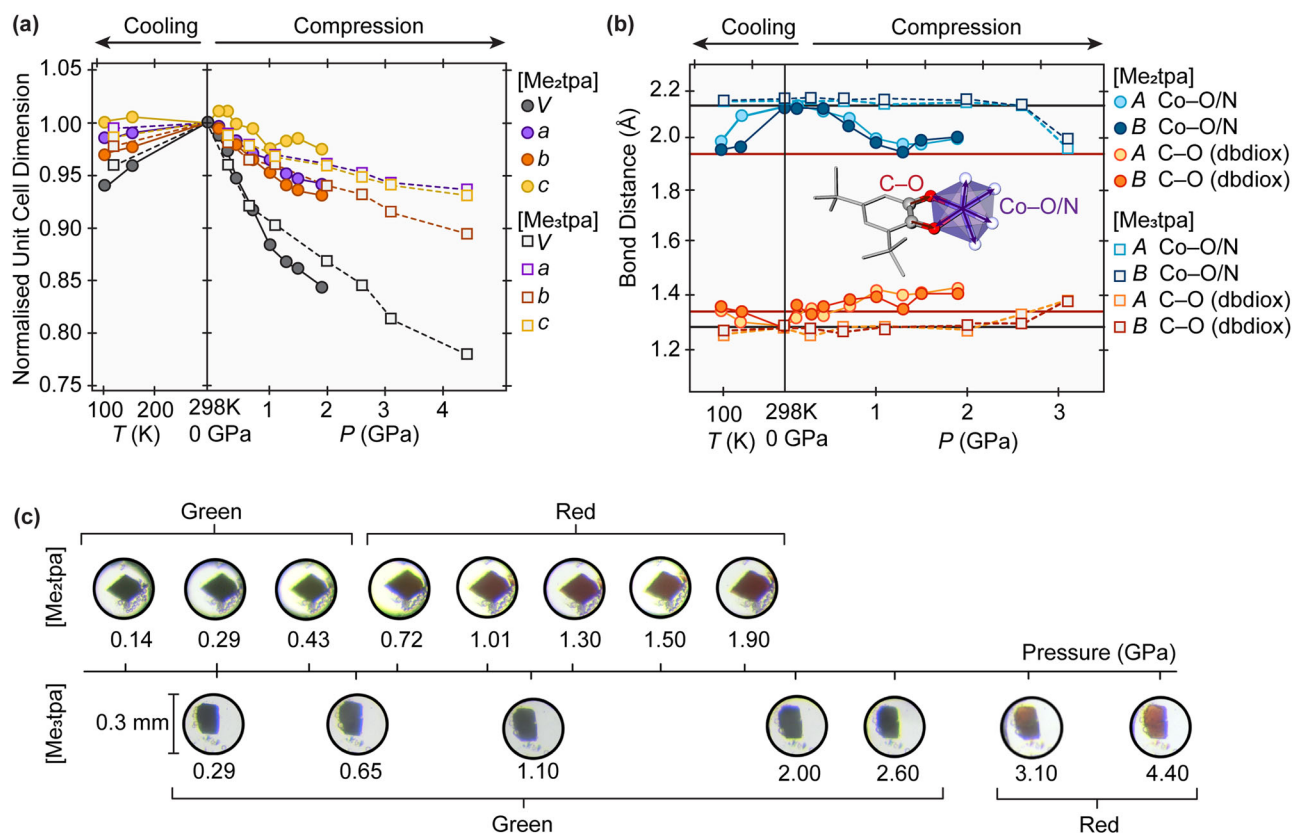 (a)
Cooling
Compression
Normalised Unit Cell Dimension
1.05
1.00
0.95
0.90
0.85
0.80
0.75
100
200
298K
0 GPa
1
2
3
4
T (K)
P (GPa)
[Me₂tpa]
V
a
b
c
[Me₃tpa]
V
a
b
c
(b)
Cooling
Compression
Bond Distance (Å)
2.2
2.0
1.8
1.6
1.4
1.2
C–O
Co–O/N
100
298K
0 GPa
1
2
3
T (K)
P (GPa)
[Me₂tpa]
A Co–O/N
B Co–O/N
A C–O (dbdiox)
B C–O (dbdiox)
[Me₃tpa]
A Co–O/N
B Co–O/N
A C–O (dbdiox)
B C–O (dbdiox)
(c)
Green
Red
[Me₂tpa]
0.14 0.29 0.43 0.72 1.01 1.30 1.50 1.90
Pressure (GPa)
[Me₃tpa]
0.3 mm
0.29 0.65 1.10 2.00 2.60 3.10 4.40
Green
Red